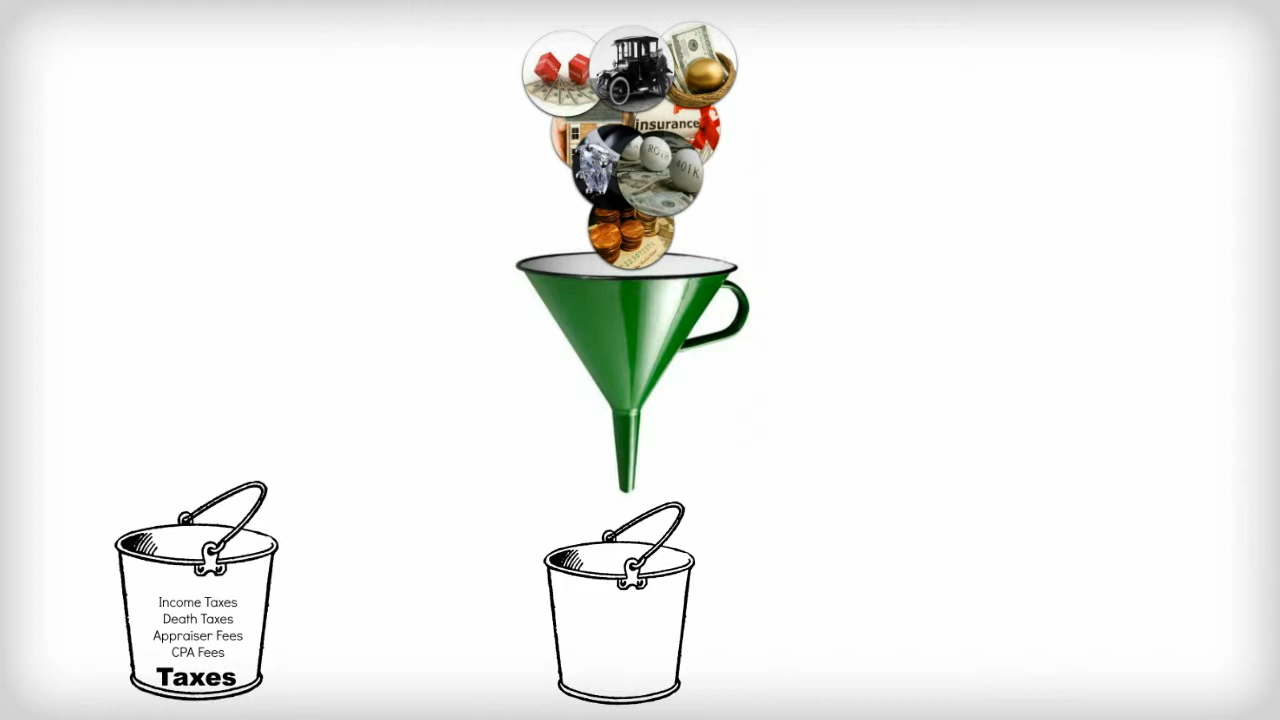 insurance
401K
Income Taxes
Death Taxes
Appraiser Fees
CPA Fees
Taxes